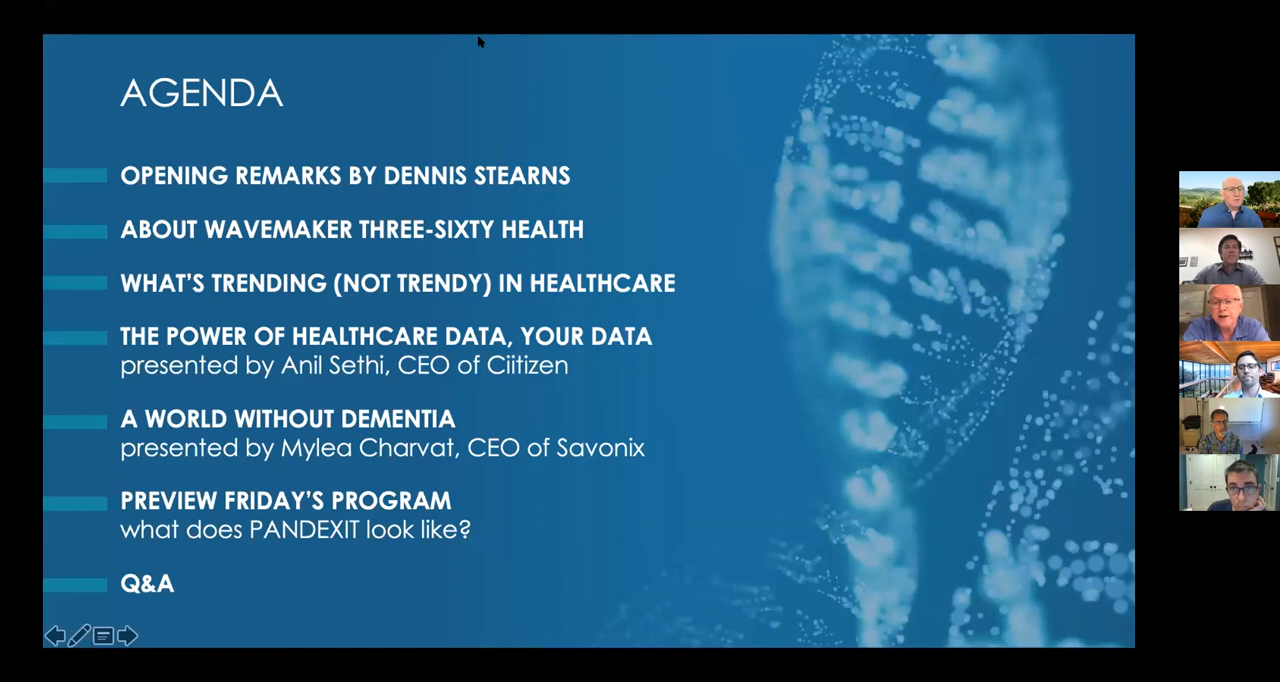 AGENDA
OPENING REMARKS BY DENNIS STEARNS
ABOUT WAVEMAKER THREE-SIXTY HEALTH
WHAT'S TRENDING (NOT TRENDY) IN HEALTHCARE
THE POWER OF HEALTHCARE DATA, YOUR DATA
presented by Anil Sethi, CEO of Ciitizen
A WORLD WITHOUT DEMENTIA
presented by Mylea Charvat, CEO of Savonix
PREVIEW FRIDAY'S PROGRAM
what does PANDEXIT look like?
Q&A